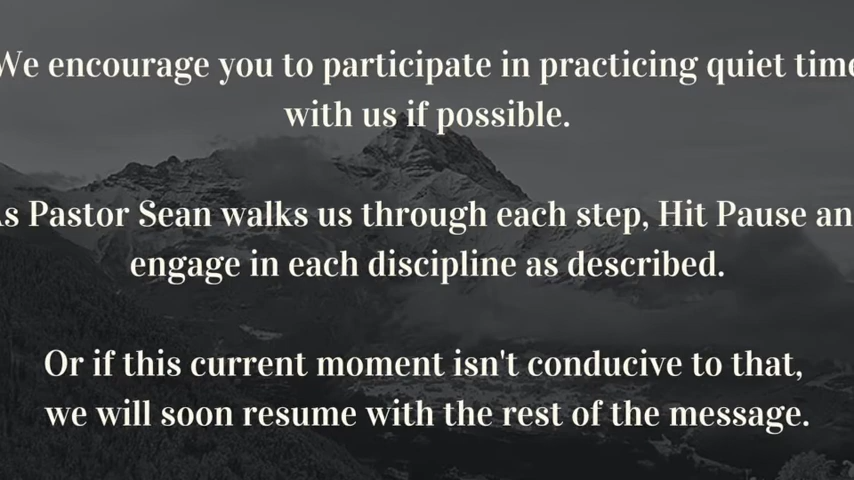 We encourage you to participate in practicing quiet time
with us if possible.
As Pastor Sean walks us through each step, Hit Pause and
engage in each discipline as described.
Or if this current moment isn't conducive to that,
we will soon resume with the rest of the message.